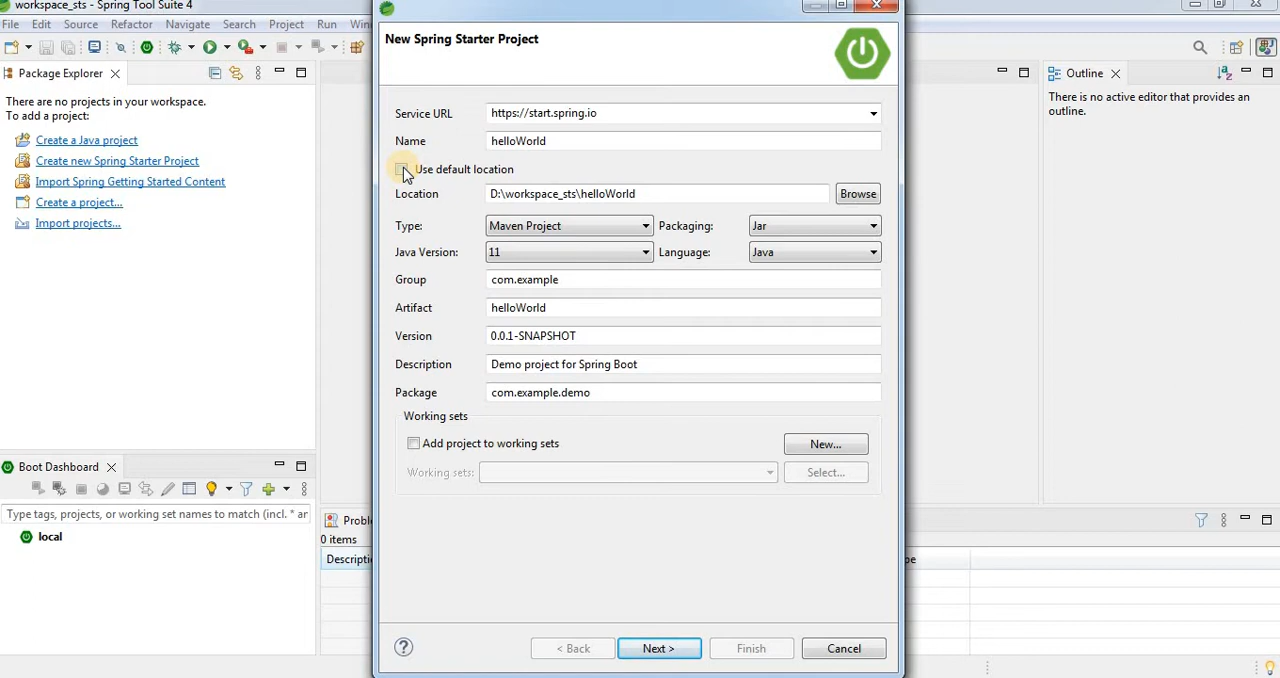 workspace_sts - Spring Tool Suite 4
File Edit Source Refactor Navigate Search Project Run
Package Explorer
There are no projects in your workspace.
To add a project:
Create a Java project
Create new Spring Starter Project
Import Spring Getting Started Content
Create a project...
Import projects...
Boot Dashboard
Type tags, projects, or working set names to match (incl. * ar
local
New Spring Starter Project
Service URL https://start.spring.io
Name helloWorld
Use default location
Location D:\workspace_sts\helloWorld Browse
Type: Maven Project Packaging: Jar
Java Version: 11 Language: Java
Group com.example
Artifact helloWorld
Version 0.0.1-SNAPSHOT
Description Demo project for Spring Boot
Package com.example.demo
Working sets
Add project to working sets New...
Working sets: Select...
? < Back Next > Finish Cancel
Outline
There is no active editor that provides an
outline.
0 items